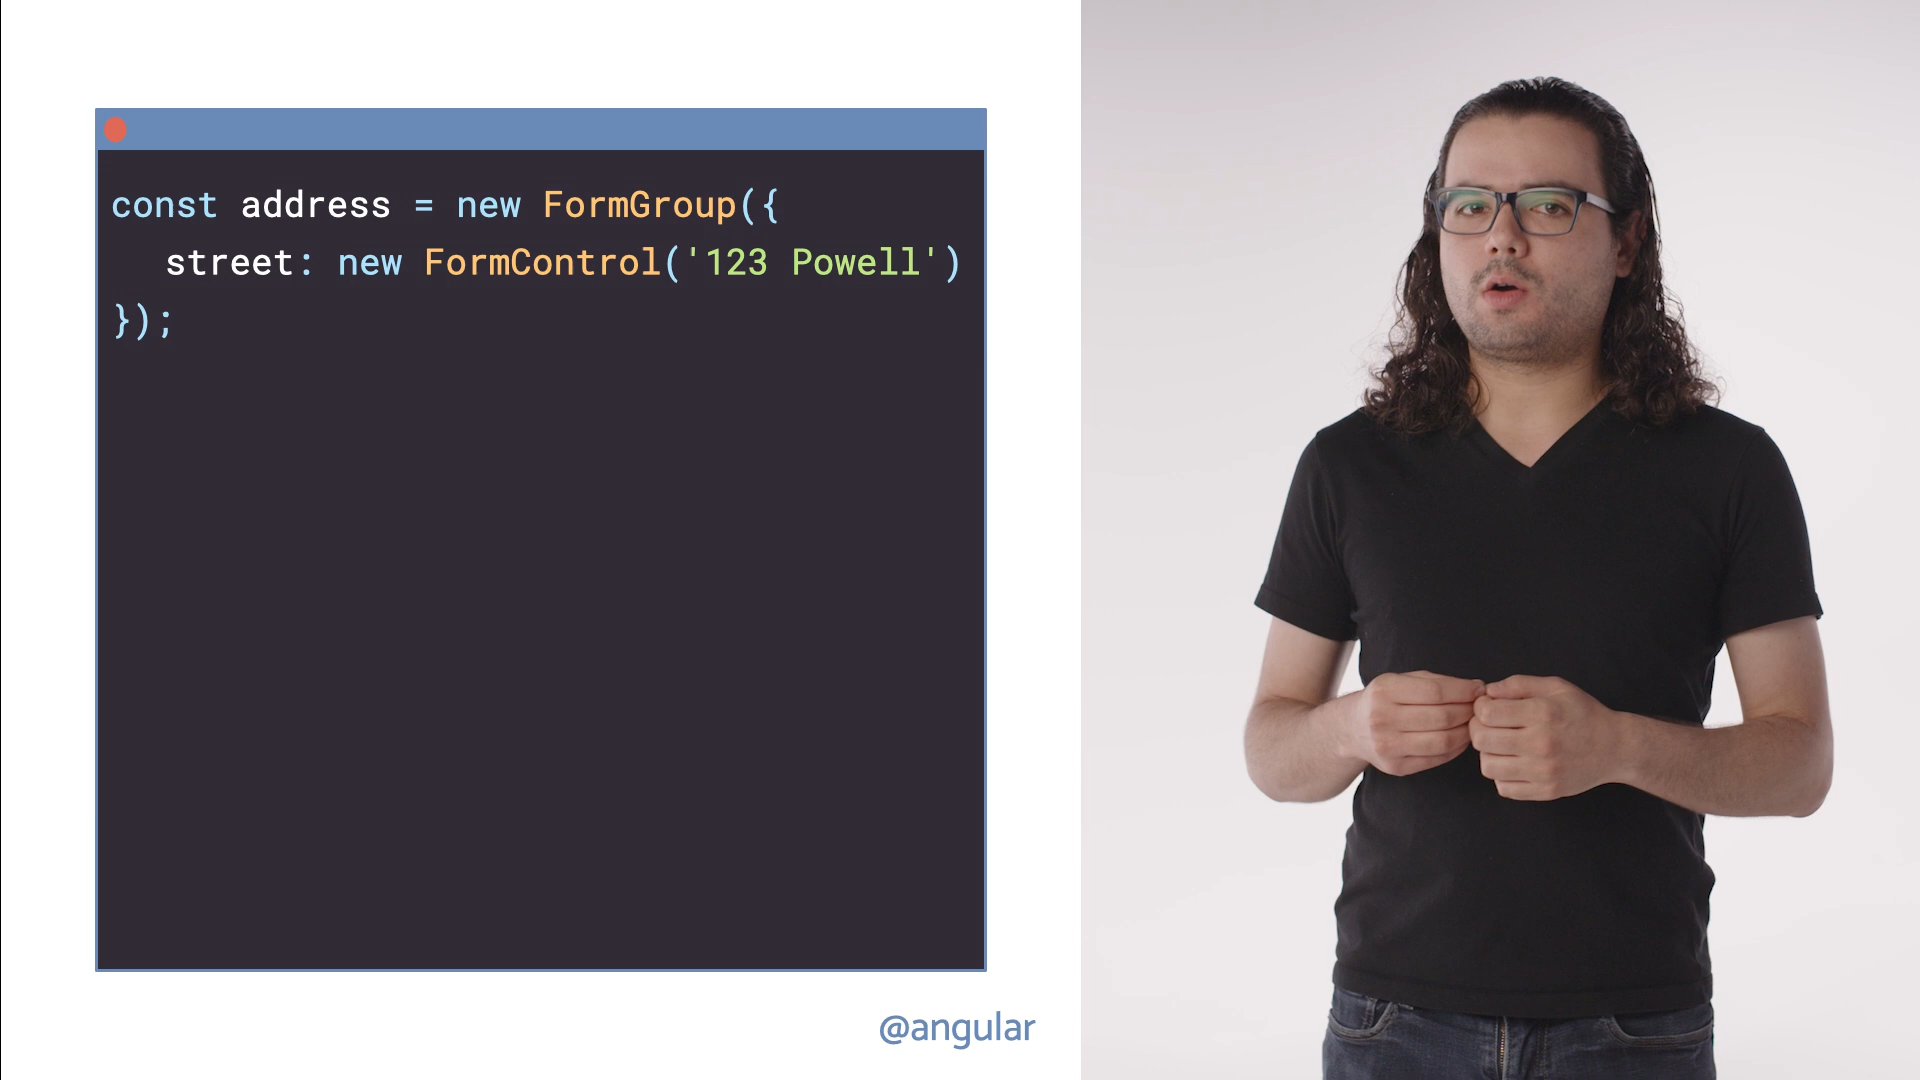 const address = new FormGroup({
street: new FormControl('123 Powell')
});
@angular